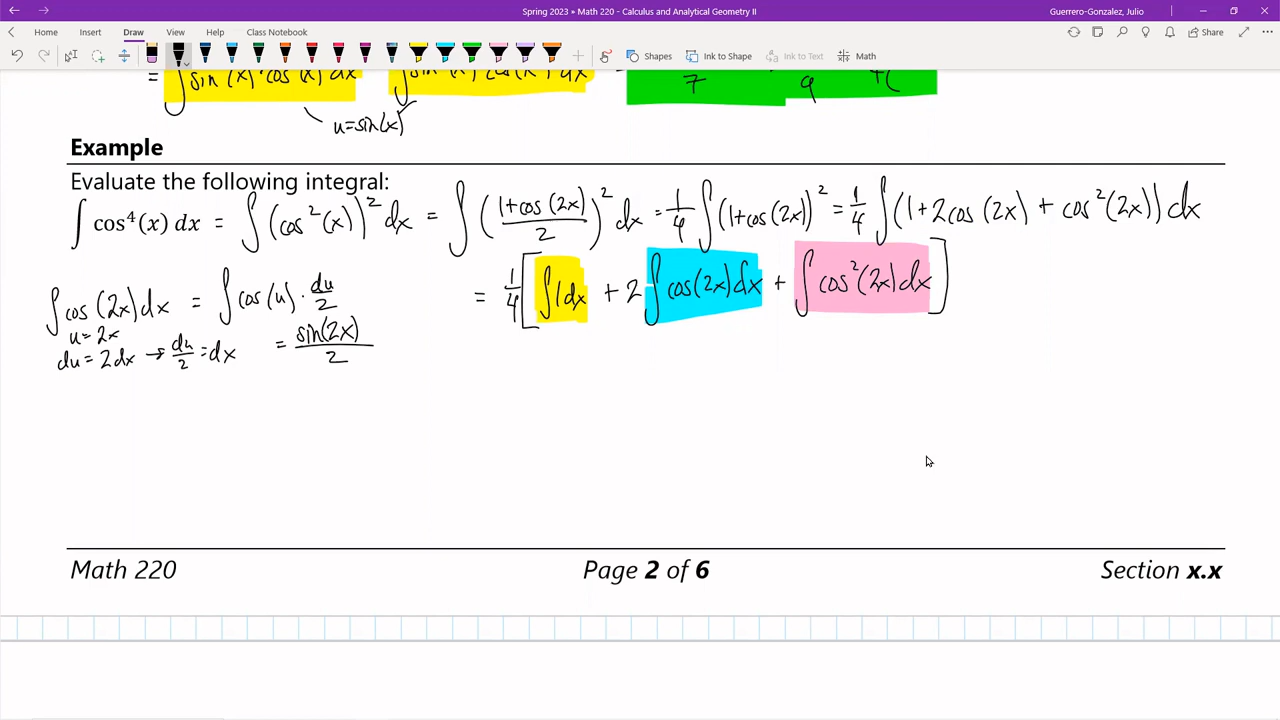 Spring 2023 » Math 220 - Calculus and Analytical Geometry II
Guerrero-Gonzalez, Julio
Home Insert Draw View Help Class Notebook
Share
Shapes Ink to Shape Ink to Text Math
= ∫sin (x)·cos(x) dx
7 9
u=sin(x)
Example
Evaluate the following integral:
∫ cos⁴(x) dx = ∫(cos²(x))² dx = ∫((1+cos(2x))/2)² dx = 1/4 ∫(1+cos(2x))² = 1/4 ∫(1+2cos(2x) + cos²(2x)) dx
= 1/4 [∫1dx + 2∫cos(2x)dx + ∫cos²(2x)dx]
∫cos(2x)dx = ∫cos(u)·du/2
u=2x
du=2dx → du/2 = dx
= sin(2x)/2
Math 220
Page 2 of 6
Section x.x